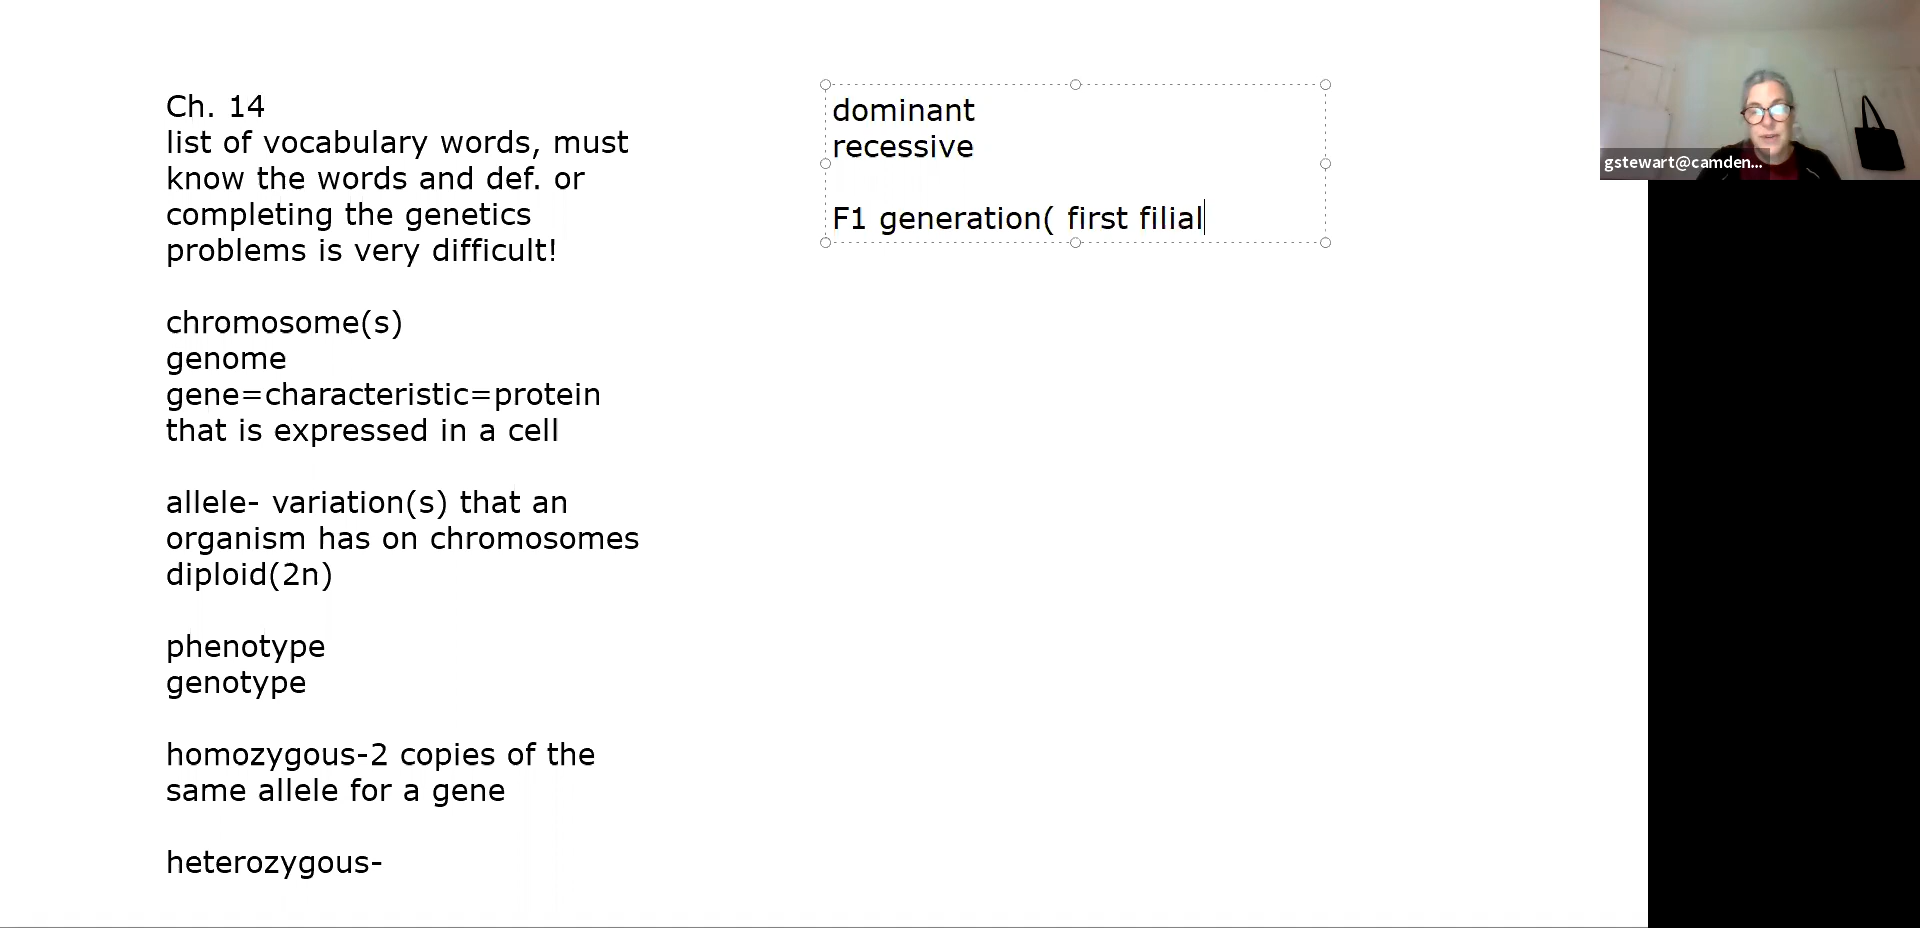 Ch. 14
list of vocabulary words, must
know the words and def. or
completing the genetics
problems is very difficult!
chromosome(s)
genome
gene=characteristic=protein
that is expressed in a cell
allele- variation(s) that an
organism has on chromosomes
diploid(2n)
phenotype
genotype
homozygous-2 copies of the
same allele for a gene
heterozygous-
dominant
recessive
F1 generation( first filial
gstewart@camden...